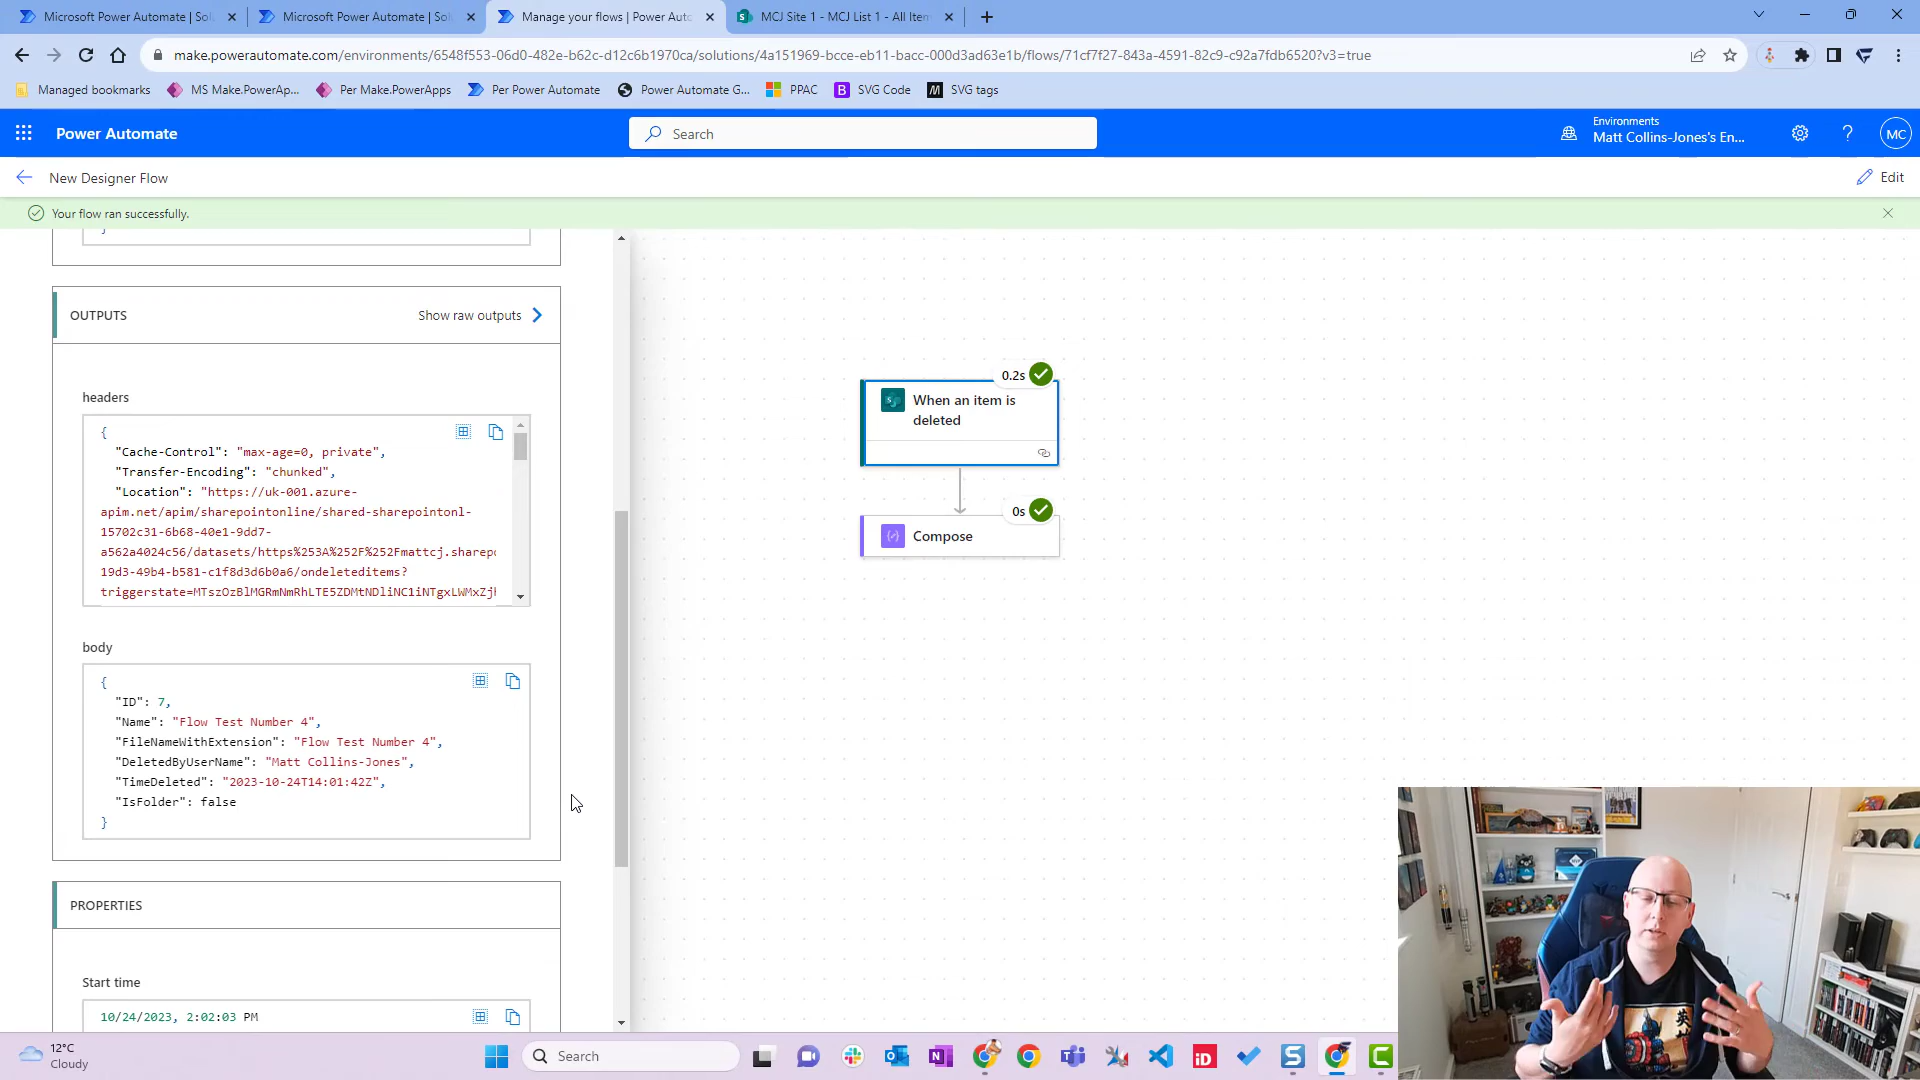 Microsoft Power Automate | Sol
Microsoft Power Automate | Sol
Manage your flows | Power Auto
MCJ Site 1 - MCJ List 1 - All Item
make.powerautomate.com/environments/6548f553-06d0-482e-b62c-d12c6b1970ca/solutions/4a151969-bcce-eb11-bacc-000d3ad63e1b/flows/71cf7f27-843a-4591-82c9-c92a7fdb6520?v3=true
Managed bookmarks
MS Make.PowerAp...
Per Make.PowerApps
Per Power Automate
Power Automate G...
PPAC
SVG Code
SVG tags
Power Automate
Search
Environments
Matt Collins-Jones's En...
MC
New Designer Flow
Edit
Your flow ran successfully.
}
OUTPUTS
Show raw outputs
headers
{
"Cache-Control": "max-age=0, private",
"Transfer-Encoding": "chunked",
"Location": "https://uk-001.azure-
apim.net/apim/sharepointonline/shared-sharepointonl-
15702c31-6b68-40e1-9dd7-
a562a4024c56/datasets/https%253A%252F%252Fmattcj.sharepo
19d3-49b4-b581-c1f8d3d6b0a6/ondeleteditems?
triggerstate=MTszOzBlMGRmNmRhLTE5ZDMtNDliNC1iNTgxLWMxZjh
body
{
"ID": 7,
"Name": "Flow Test Number 4",
"FileNameWithExtension": "Flow Test Number 4",
"DeletedByUserName": "Matt Collins-Jones",
"TimeDeleted": "2023-10-24T14:01:42Z",
"IsFolder": false
}
PROPERTIES
Start time
10/24/2023, 2:02:03 PM
0.2s
When an item is
deleted
0s
Compose
12°C
Cloudy
Search